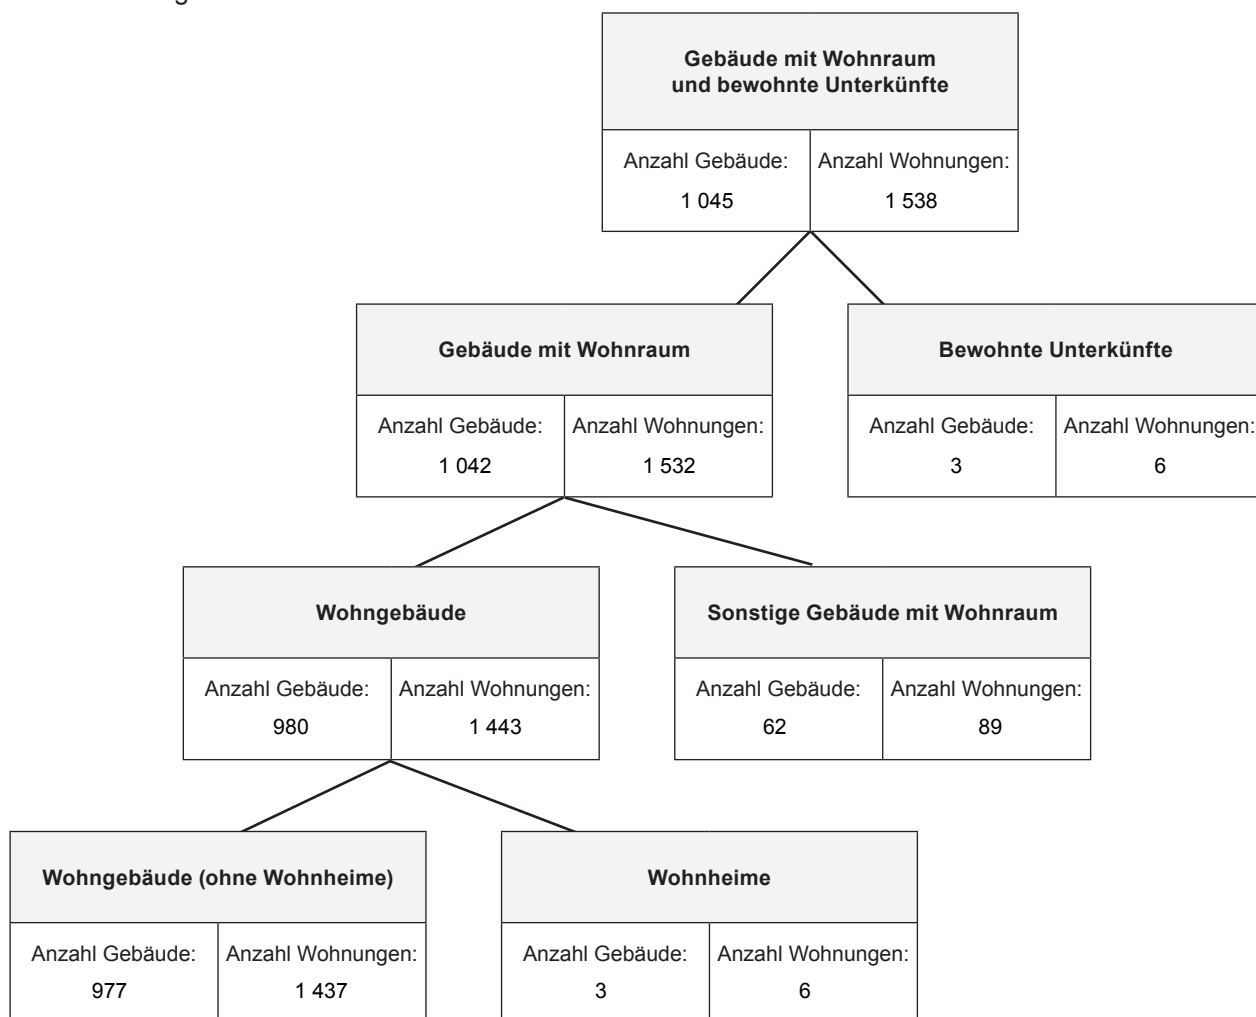 Gebäude mit Wohnraum
und bewohnte Unterkünfte
Anzahl Gebäude: Anzahl Wohnungen:
1 045 1 538
Gebäude mit Wohnraum Bewohnte Unterkünfte
Anzahl Gebäude: Anzahl Wohnungen: Anzahl Gebäude: Anzahl Wohnungen:
1 042 1 532 3 6
Wohngebäude Sonstige Gebäude mit Wohnraum
Anzahl Gebäude: Anzahl Wohnungen: Anzahl Gebäude: Anzahl Wohnungen:
980 1 443 62 89
Wohngebäude (ohne Wohnheime) Wohnheime
Anzahl Gebäude: Anzahl Wohnungen: Anzahl Gebäude: Anzahl Wohnungen:
977 1 437 3 6